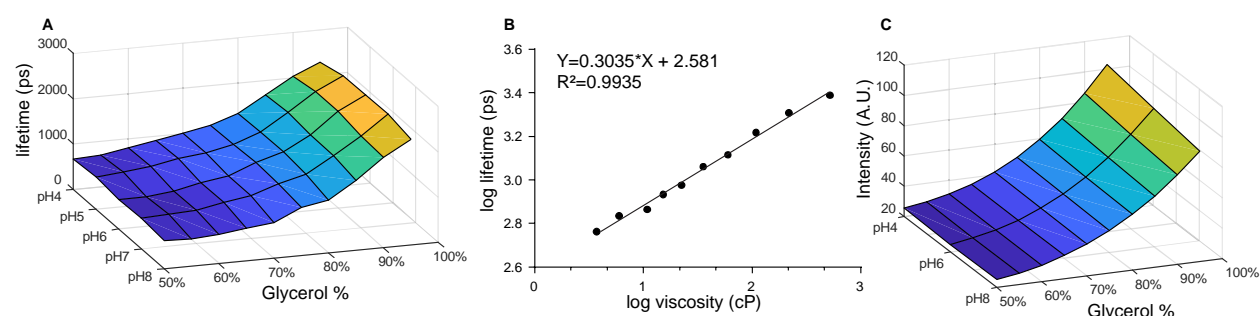 A
3000
2000
1000
0
lifetime (ps)
pH4
pH5
pH6
pH7
pH8
50%
60%
70%
80%
90%
100%
Glycerol %
B
Y=0.3035*X + 2.581
R²=0.9935
3.6
3.4
3.2
3.0
2.8
2.6
log lifetime (ps)
0
1
2
3
log viscosity (cP)
C
120
100
80
60
40
20
Intensity (A.U.)
pH4
pH6
pH8
50%
60%
70%
80%
90%
100%
Glycerol %